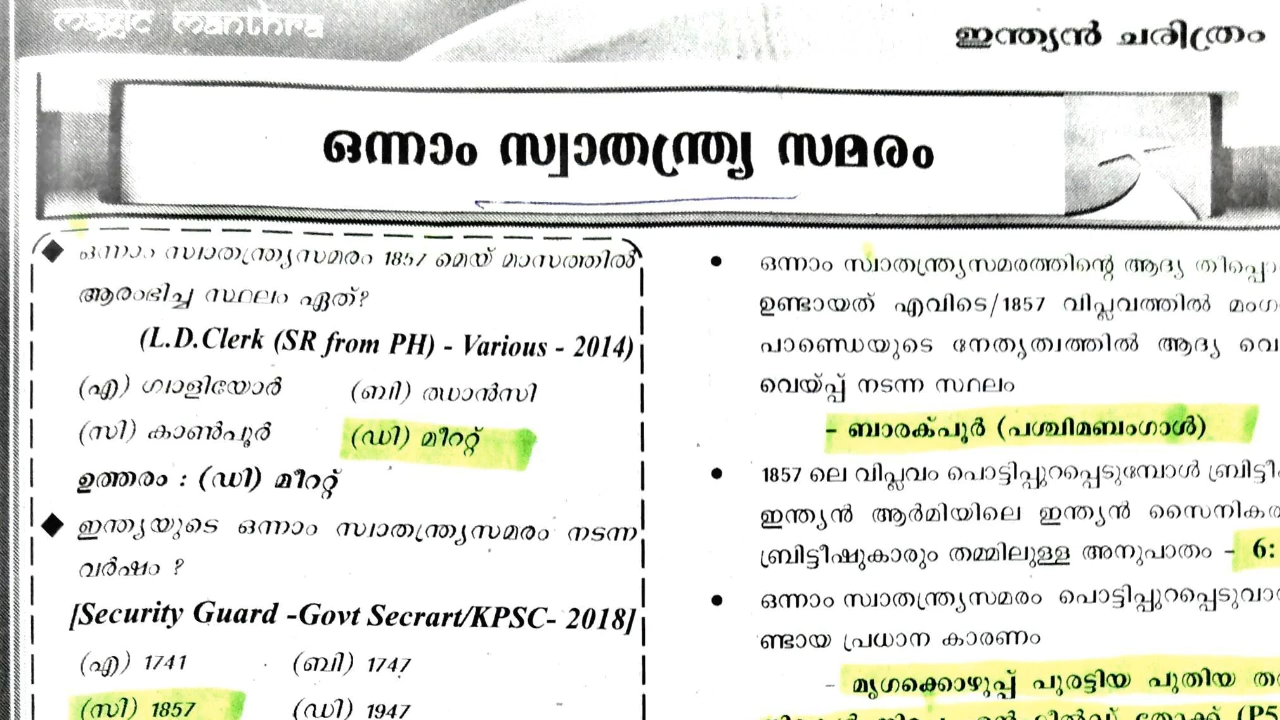 magic manthra
ഇന്ത്യൻ ചരിത്രം
ഒന്നാം സ്വാതന്ത്ര്യ സമരം
ഒന്നാം സ്വാതന്ത്ര്യസമരം 1857 മെയ് മാസത്തിൽ
ആരംഭിച്ച സ്ഥലം ഏത്?
(L.D.Clerk (SR from PH) - Various - 2014)
(എ) ഗ്വാളിയോർ (ബി) ഝാൻസി
(സി) കാൺപൂർ (ഡി) മീററ്റ്
ഉത്തരം : (ഡി) മീററ്റ്
ഇന്ത്യയുടെ ഒന്നാം സ്വാതന്ത്ര്യസമരം നടന്ന
വർഷം ?
[Security Guard -Govt Secrart/KPSC- 2018]
(എ) 1741 (ബി) 1747
(സി) 1857 (ഡി) 1947
ഒന്നാം സ്വാതന്ത്ര്യസമരത്തിന്റെ ആദ്യ
ഉണ്ടായത് എവിടെ/1857 വിപ്ലവത്തിൽ
പാണ്ഡെയുടെ നേതൃത്വത്തിൽ ആദ്യ
വെയ്പ്പ് നടന്ന സ്ഥലം
- ബാരക്പൂർ (പശ്ചിമബംഗാൾ)
1857 ലെ വിപ്ലവം പൊട്ടിപ്പുറപ്പെടുമ്പോൾ
ഇന്ത്യൻ ആർമിയിലെ ഇന്ത്യൻ
ബ്രിട്ടീഷുകാരും തമ്മിലുള്ള അനുപാതം - 6:
ഒന്നാം സ്വാതന്ത്ര്യസമരം
ണ്ടായ പ്രധാന കാരണം
- മൃഗക്കൊഴുപ്പ് പുരട്ടിയ പുതിയ